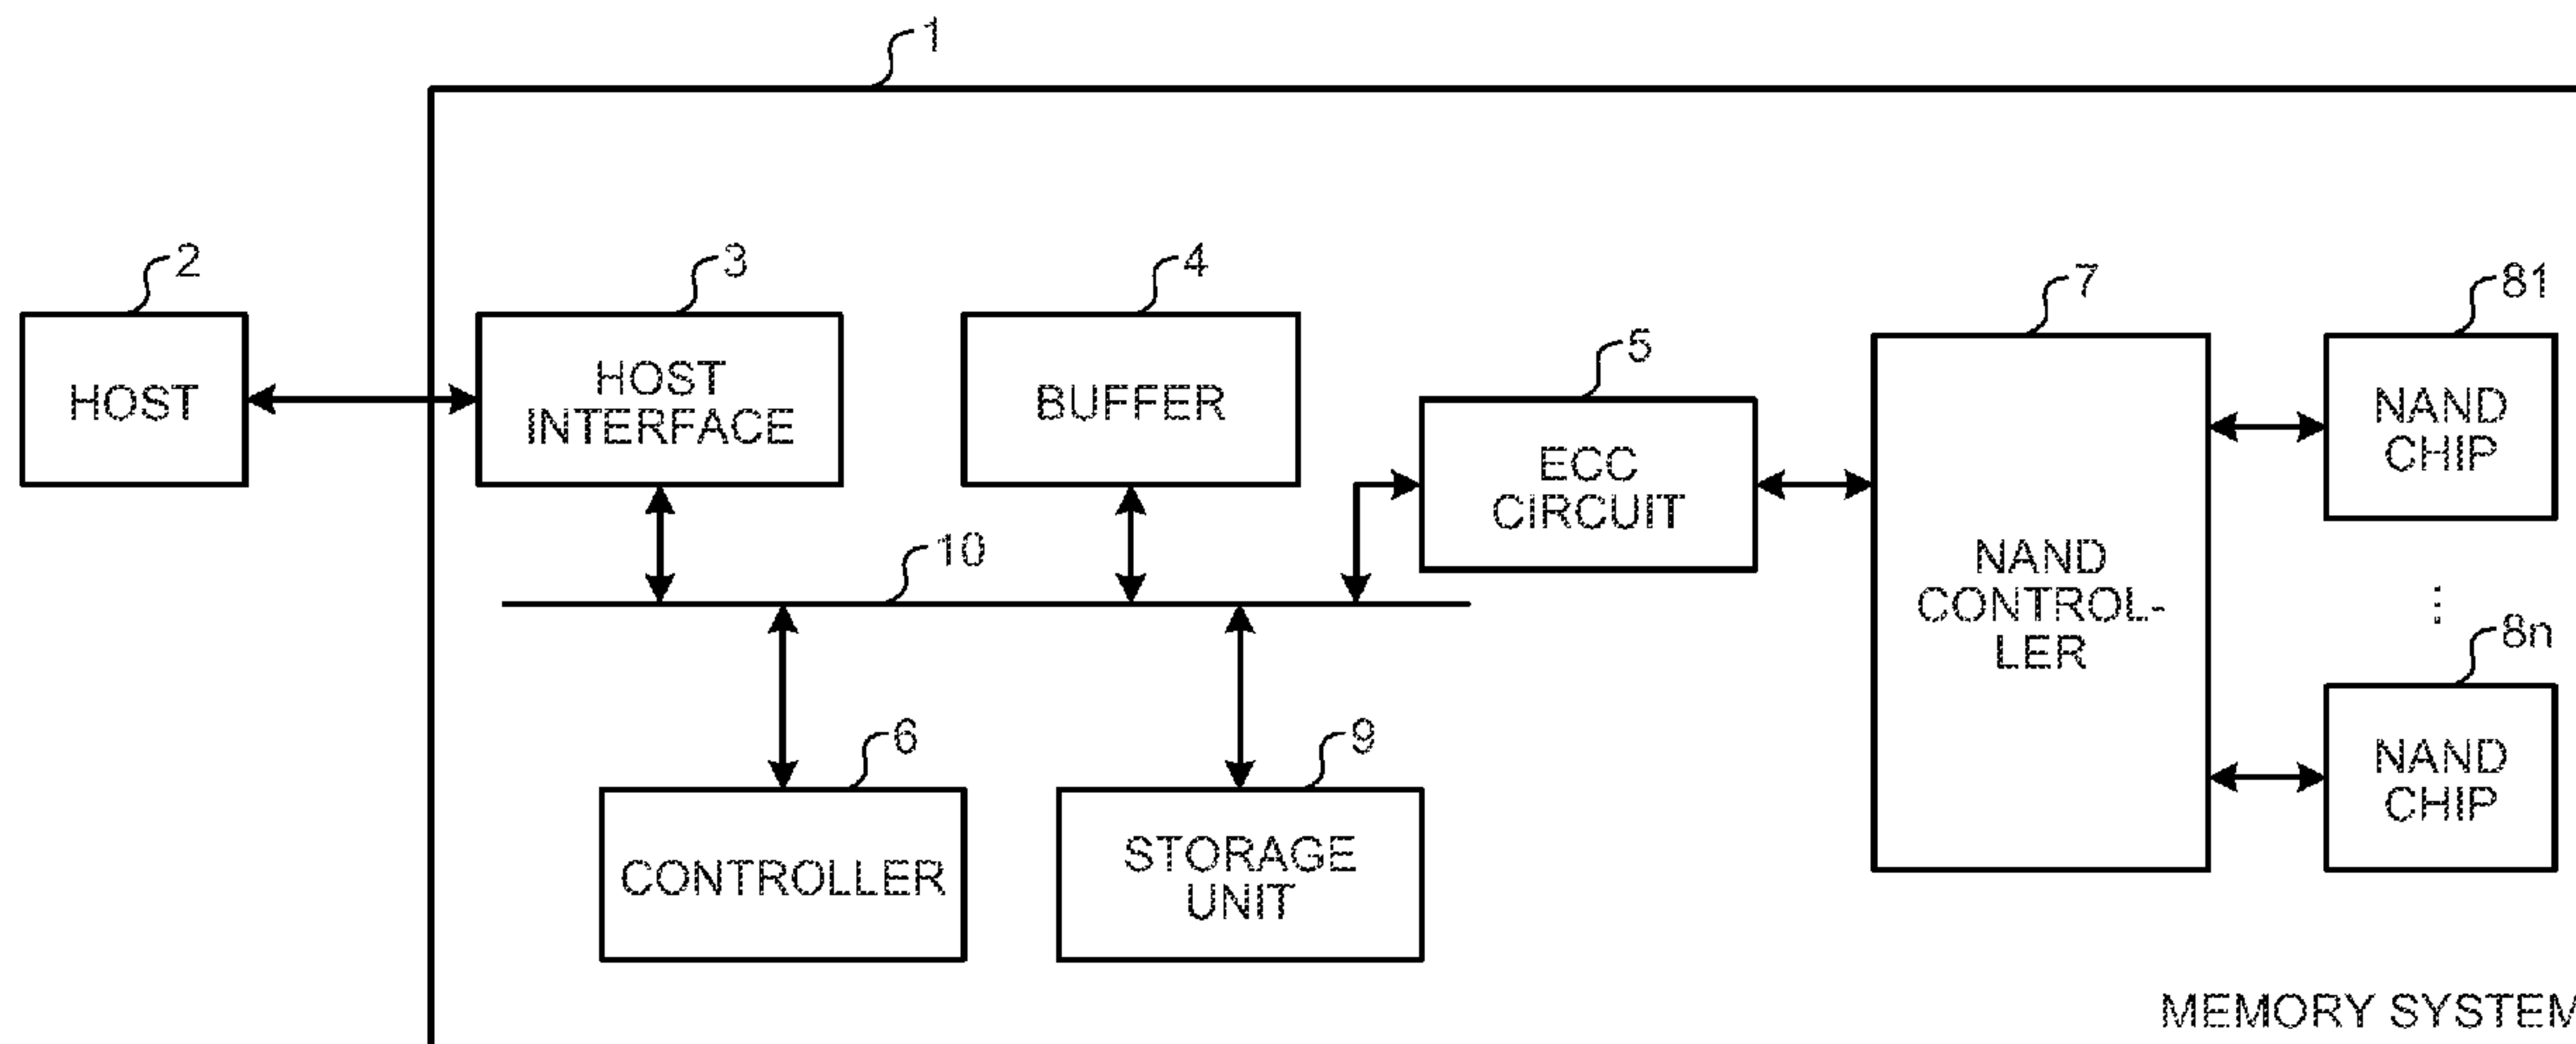 1
2
3
4
7
81
5
HOST
HOST
INTERFACE
BUFFER
ECC
CIRCUIT
NAND
CHIP
10
NAND
CONTROL-
LER
⋮
8n
6
9
CONTROLLER
STORAGE
UNIT
NAND
CHIP
MEMORY SYSTEM